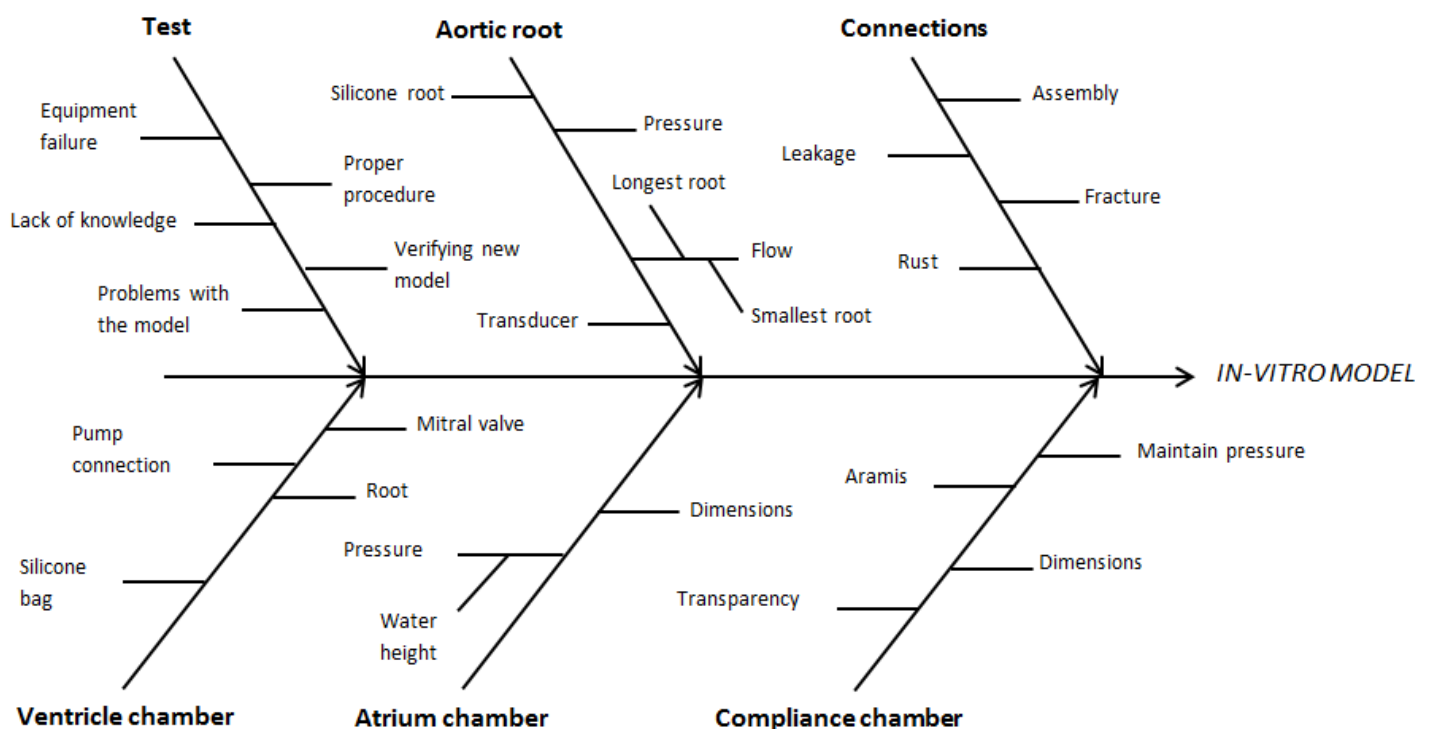 Test
Aortic root
Connections
Silicone root
Assembly
Equipment
failure
Pressure
Leakage
Proper
procedure
Longest root
Fracture
Lack of knowledge
Verifying new
model
Flow
Rust
Problems with
the model
Transducer
Smallest root
IN-VITRO MODEL
Mitral valve
Pump
connection
Maintain pressure
Aramis
Root
Dimensions
Pressure
Dimensions
Silicone
bag
Transparency
Water
height
Ventricle chamber
Atrium chamber
Compliance chamber